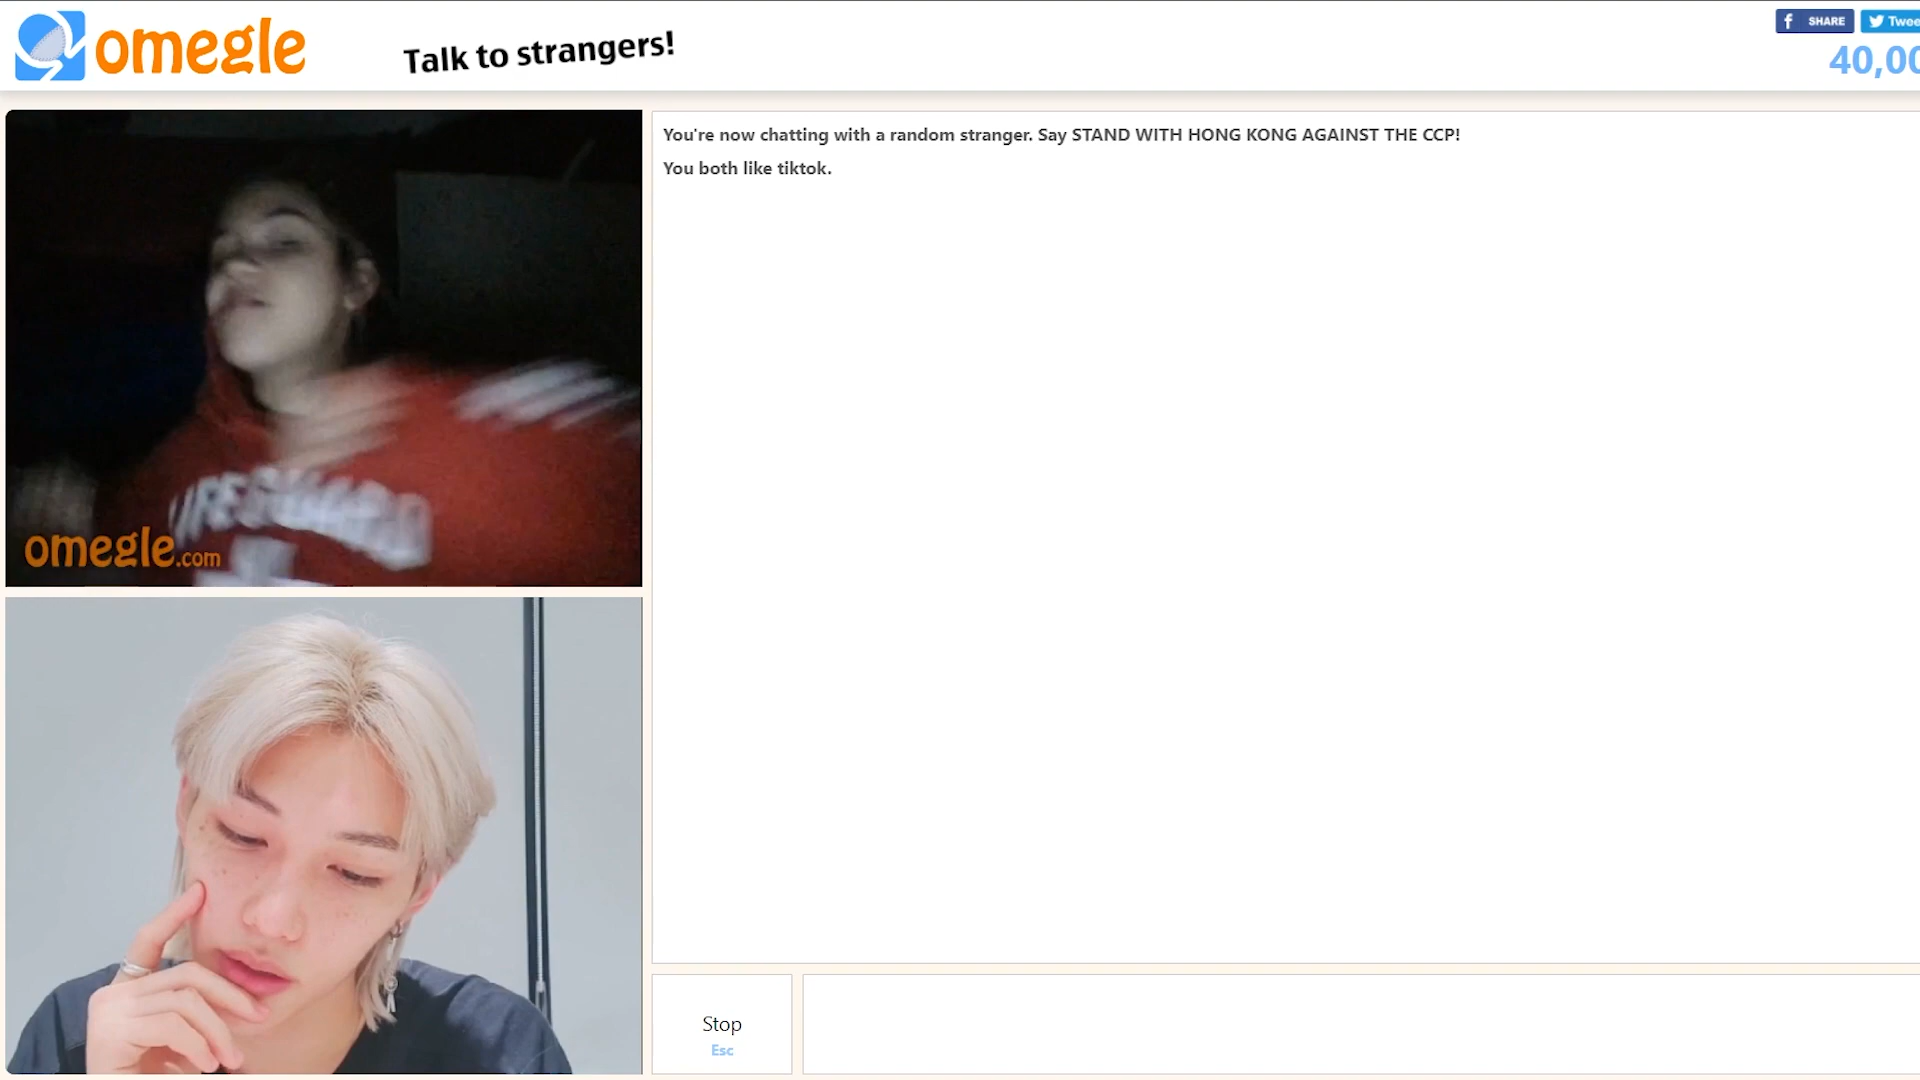 omegle
Talk to strangers!
SHARE
Twee
40,00
You're now chatting with a random stranger. Say STAND WITH HONG KONG AGAINST THE CCP!
You both like tiktok.
LIFEGUARD
omegle.com
Stop
Esc